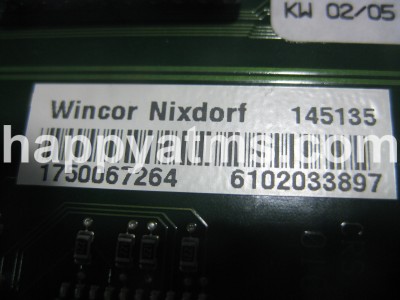 KW 02/05
Wincor Nixdorf 145135
happyatms.com
1750067264 6102033897